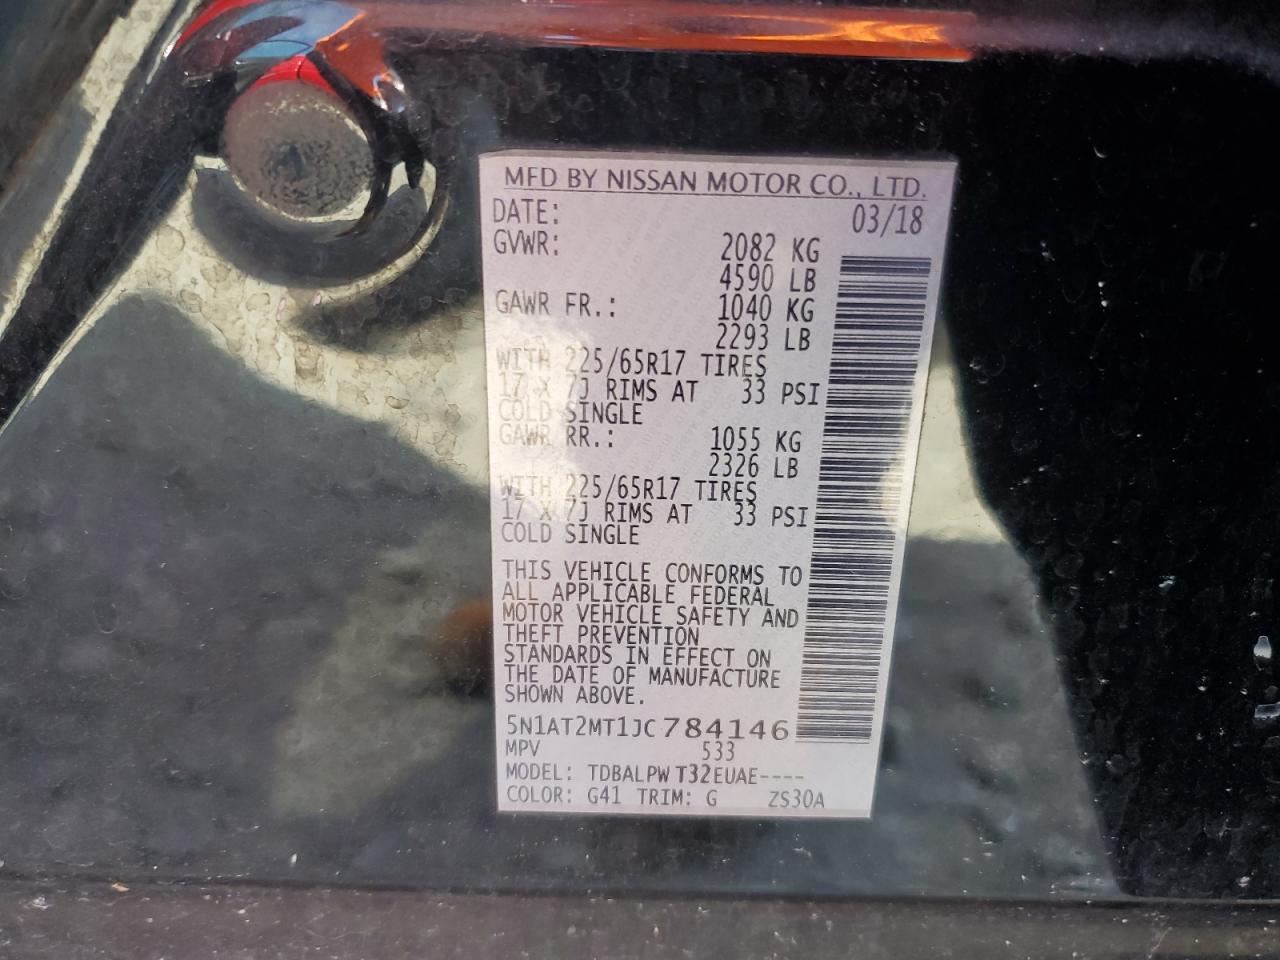 MFD BY NISSAN MOTOR CO., LTD.
DATE: 03/18
GVWR: 2082 KG
4590 LB
GAWR FR.: 1040 KG
2293 LB
WITH 225/65R17 TIRES
17 X 7J RIMS AT 33 PSI
COLD SINGLE
GAWR RR.: 1055 KG
2326 LB
WITH 225/65R17 TIRES
17 X 7J RIMS AT 33 PSI
COLD SINGLE
THIS VEHICLE CONFORMS TO
ALL APPLICABLE FEDERAL
MOTOR VEHICLE SAFETY AND
THEFT PREVENTION
STANDARDS IN EFFECT ON
THE DATE OF MANUFACTURE
SHOWN ABOVE.
5N1AT2MT1JC784146
MPV 533
MODEL: TDBALPWT32EUAE----
COLOR: G41 TRIM: G ZS30A